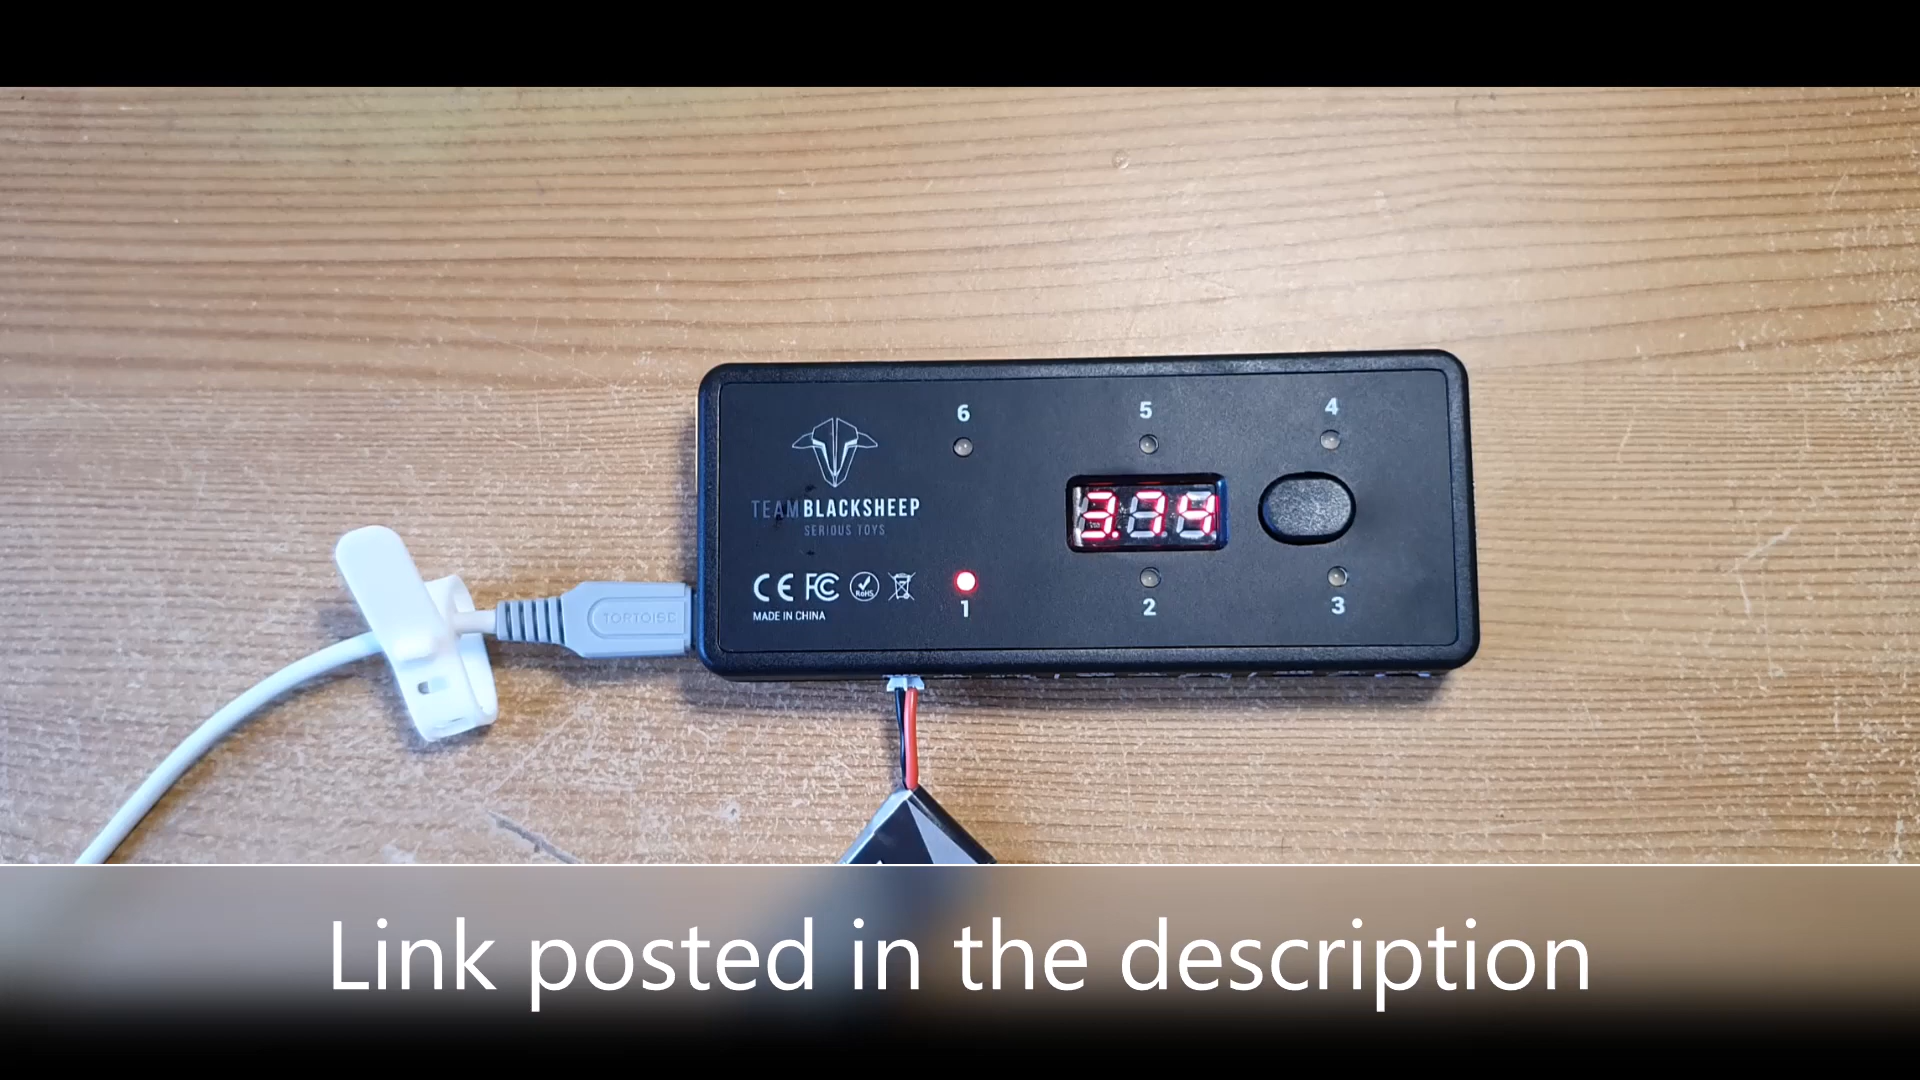 6 5 4
TEAMBLACKSHEEP
SERIOUS TOYS
3.74
CE FC RoHS
MADE IN CHINA
1 2 3
TORTOISE
Link posted in the description